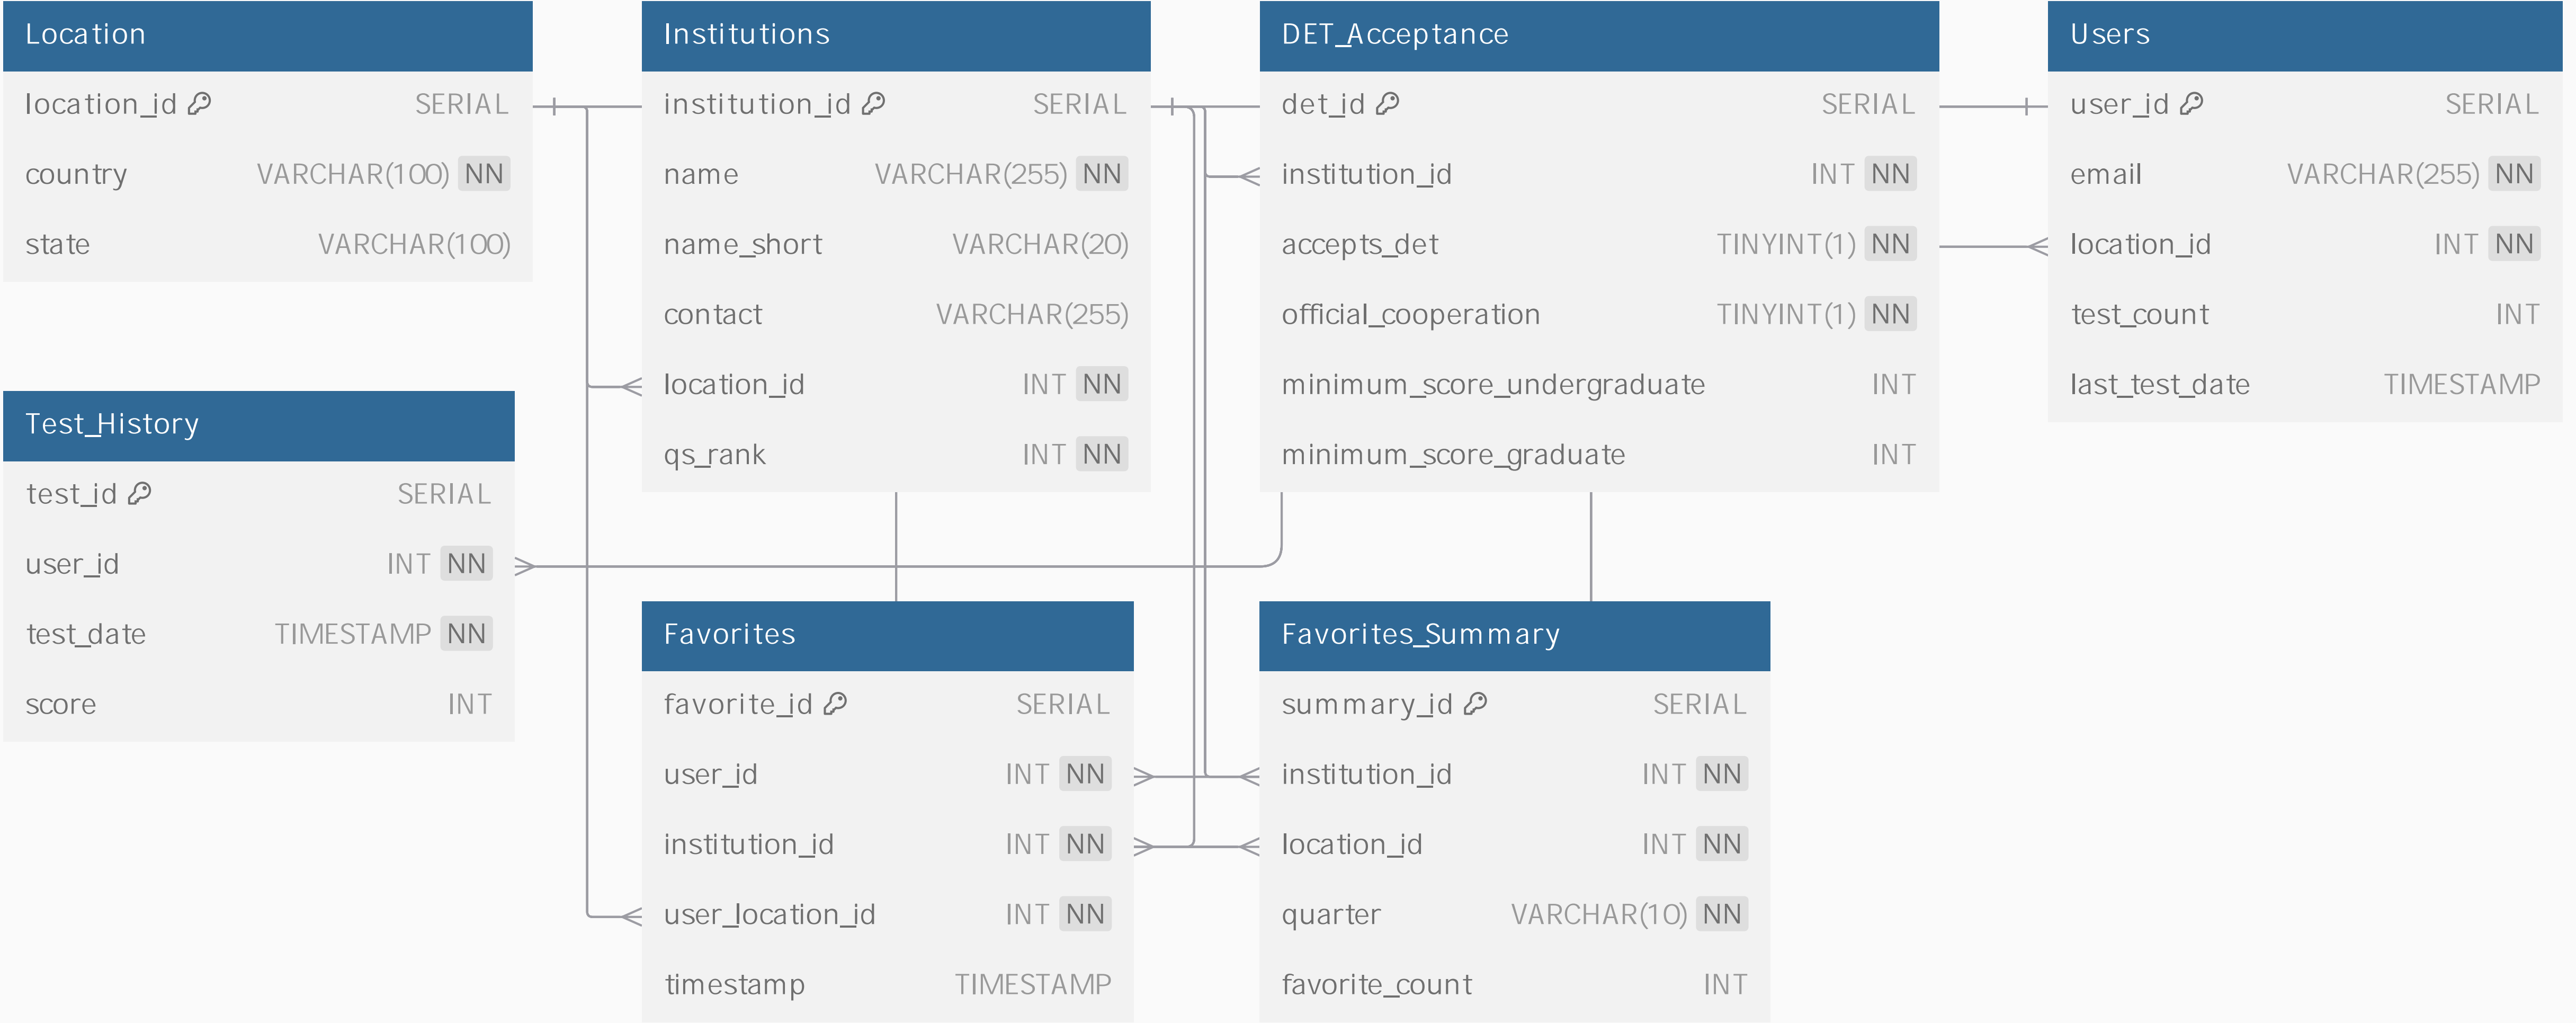 Location
location_id SERIAL
country VARCHAR(100) NN
state VARCHAR(100)
Institutions
institution_id SERIAL
name VARCHAR(255) NN
name_short VARCHAR(20)
contact VARCHAR(255)
location_id INT NN
qs_rank INT NN
DET_Acceptance
det_id SERIAL
institution_id INT NN
accepts_det TINYINT(1) NN
official_cooperation TINYINT(1) NN
minimum_score_undergraduate INT
minimum_score_graduate INT
Users
user_id SERIAL
email VARCHAR(255) NN
location_id INT NN
test_count INT
last_test_date TIMESTAMP
Test_History
test_id SERIAL
user_id INT NN
test_date TIMESTAMP NN
score INT
Favorites
favorite_id SERIAL
user_id INT NN
institution_id INT NN
user_location_id INT NN
timestamp TIMESTAMP
Favorites_Summary
summary_id SERIAL
institution_id INT NN
location_id INT NN
quarter VARCHAR(10) NN
favorite_count INT